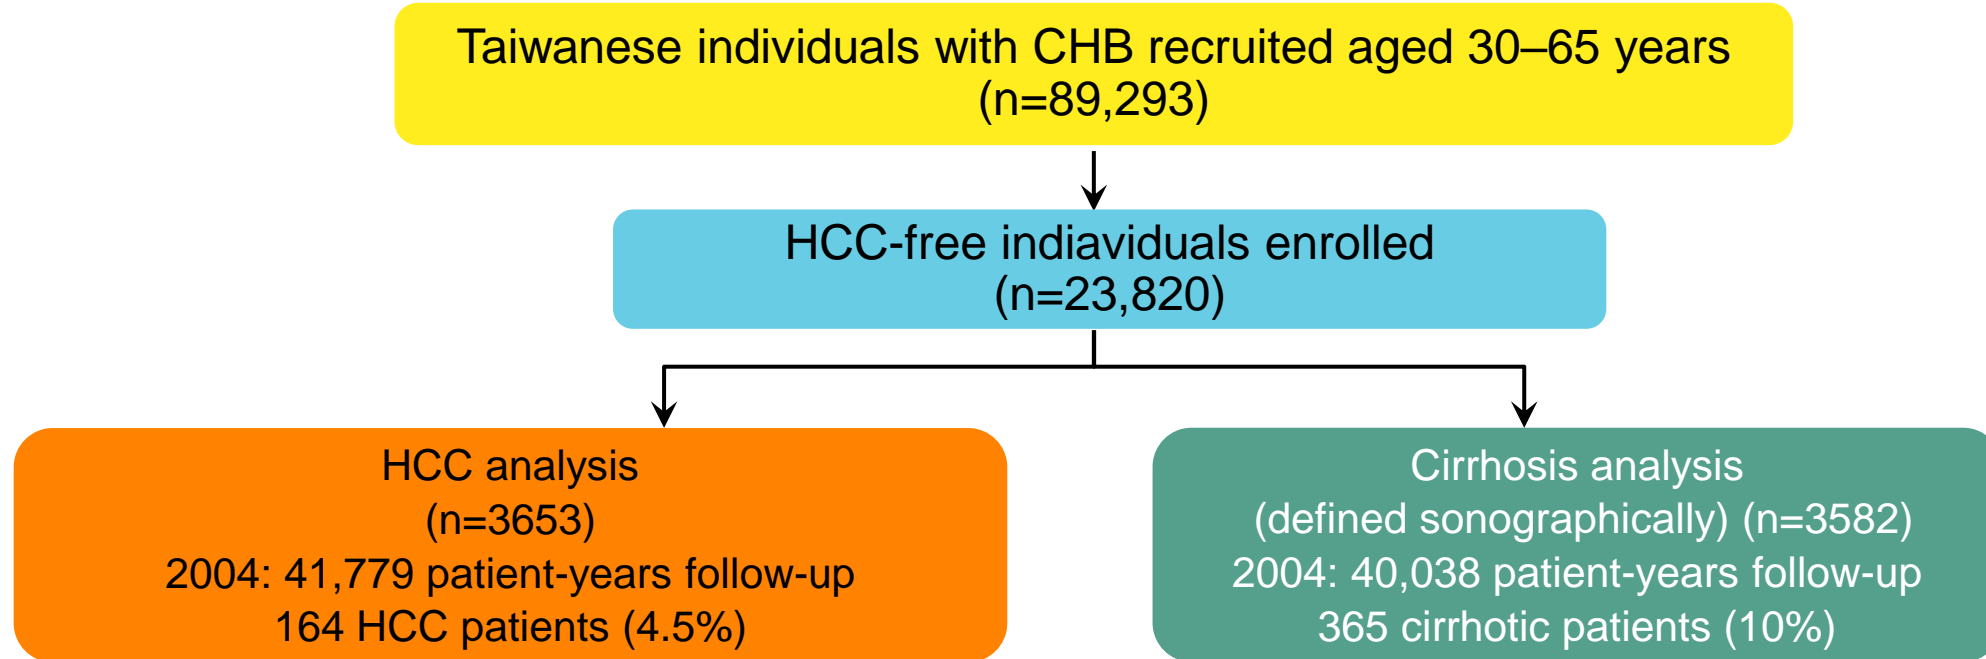 Taiwanese individuals with CHB recruited aged 30–65 years
(n=89,293)
HCC-free indiaviduals enrolled
(n=23,820)
HCC analysis
(n=3653)
2004: 41,779 patient-years follow-up
164 HCC patients (4.5%)
Cirrhosis analysis
(defined sonographically) (n=3582)
2004: 40,038 patient-years follow-up
365 cirrhotic patients (10%)